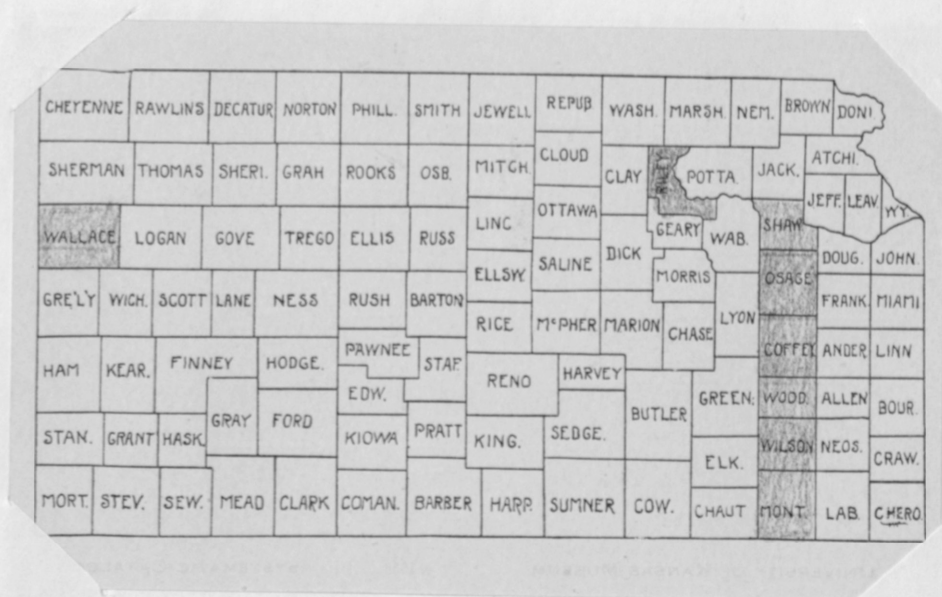 CHEYENNE RAWLINS DECATUR NORTON PHILL. SMITH JEWELL REPUB. WASH. MARSH. NEM. BROWN DONI.
SHERMAN THOMAS SHERI. GRAH ROOKS OSB. MITCH. CLOUD CLAY RILEY POTTA. JACK. ATCHI.
JEFF. LEAV. WY.
WALLACE LOGAN GOVE TREGO ELLIS RUSS LINC OTTAWA DICK GEARY WAB. SHAW.
DOUG. JOHN.
GRE'LY WICH. SCOTT LANE NESS RUSH BARTON ELLSW. SALINE MORRIS LYON OSAGE FRANK. MIAMI
RICE McPHER MARION CHASE
HAM KEAR. FINNEY HODGE. PAWNEE STAF. RENO HARVEY COFFEY ANDER LINN
EDW.
GRAY FORD BUTLER GREEN. WOOD. ALLEN BOUR.
STAN. GRANT HASK. KIOWA PRATT KING. SEDGE. ELK. WILSON NEOS. CRAW.
MORT. STEV. SEW. MEAD CLARK COMAN. BARBER HARP. SUMNER COW. CHAUT MONT. LAB. CHERO.